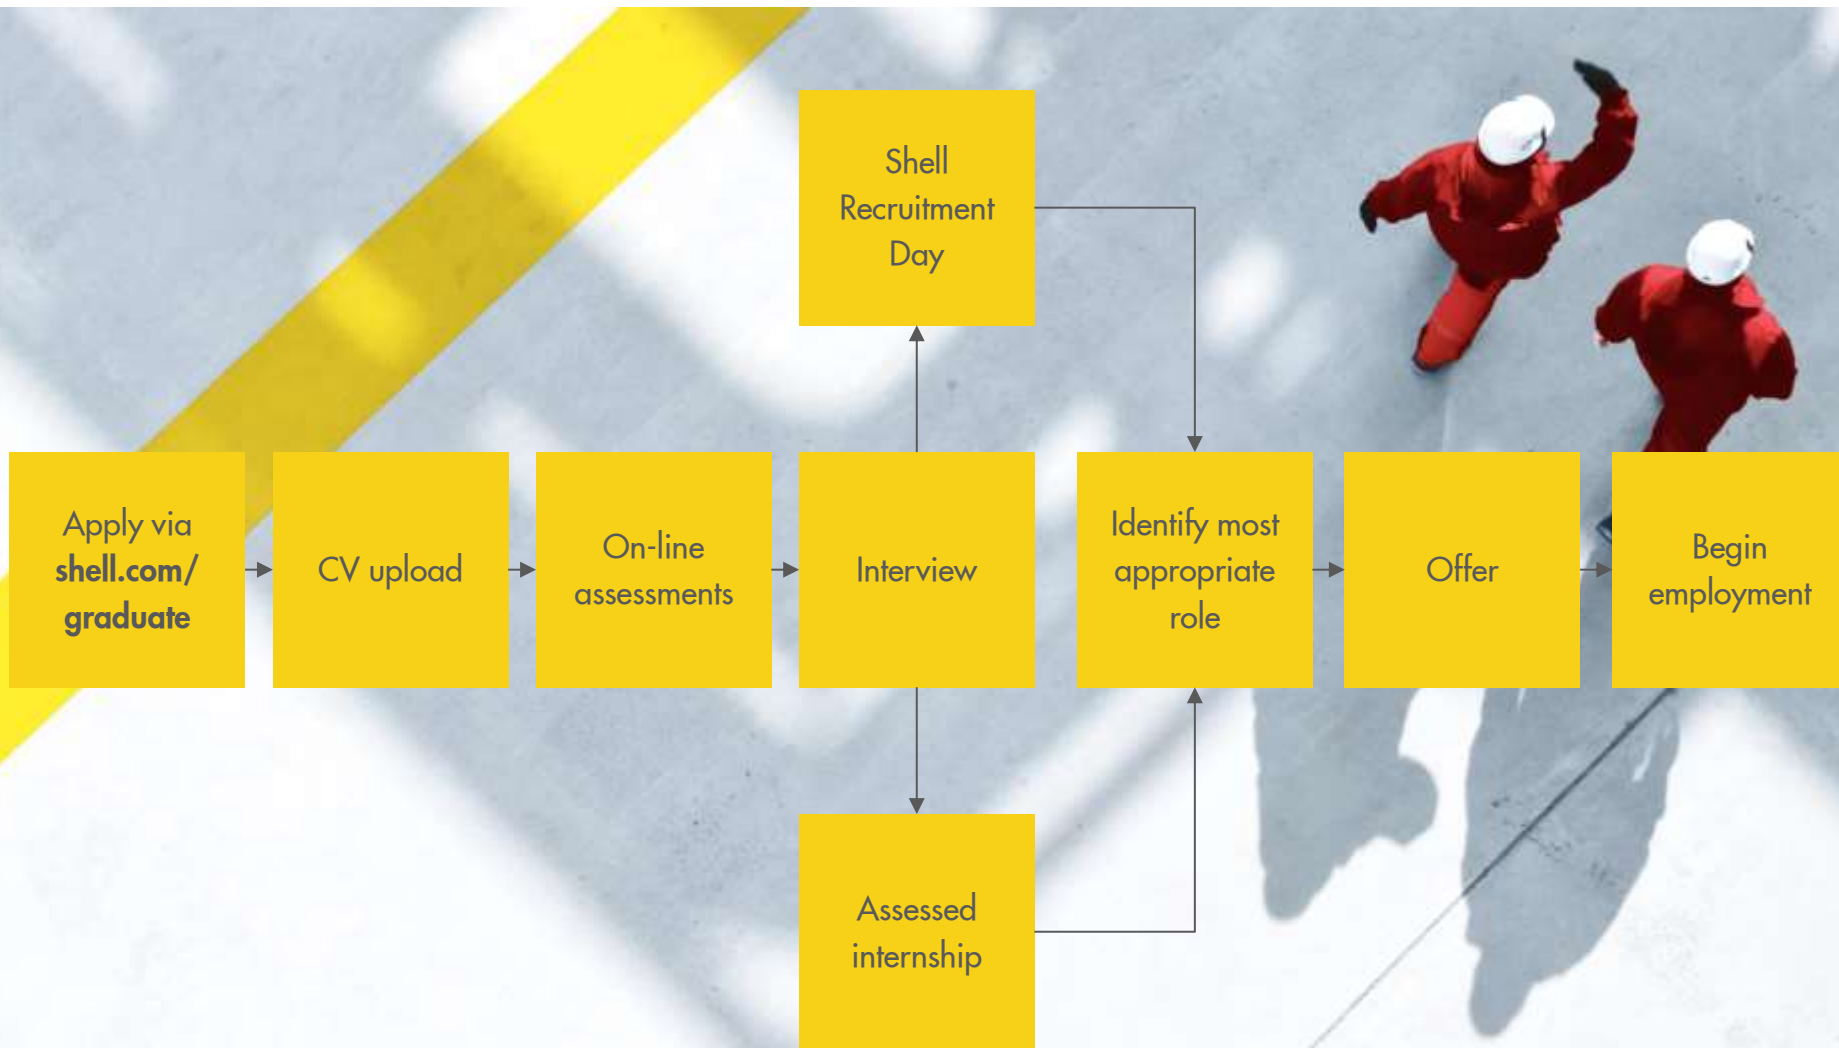 Shell
Recruitment
Day
Apply via
shell.com/
graduate
CV upload
On-line
assessments
Interview
Identify most
appropriate
role
Offer
Begin
employment
Assessed
internship